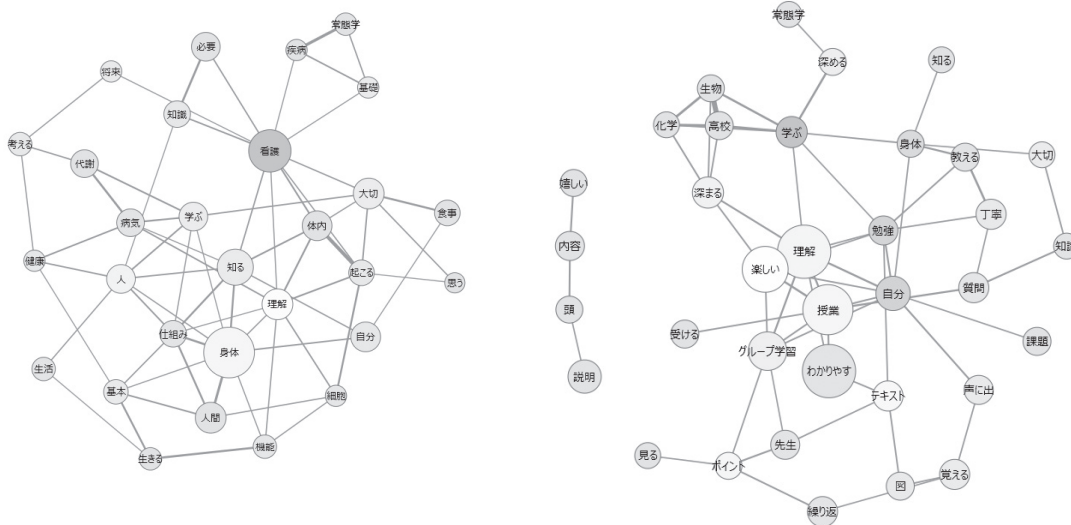 常態学
疾病
必要
基礎
将来
知識
考える
看護
代謝
大切
食事
病気
学ぶ
体内
健康
人
知る
起こる
思う
理解
仕組み
自分
身体
生活
基本
細胞
人間
機能
生きる
嬉しい
内容
頭
説明
常態学
深める
知る
生物
化学
高校
学ぶ
身体
教える
大切
深まる
丁寧
勉強
理解
知識
楽しい
質問
自分
授業
受ける
課題
グループ学習
わかりやす
テキスト
声に出
先生
見る
ポイント
覚える
図
繰り返